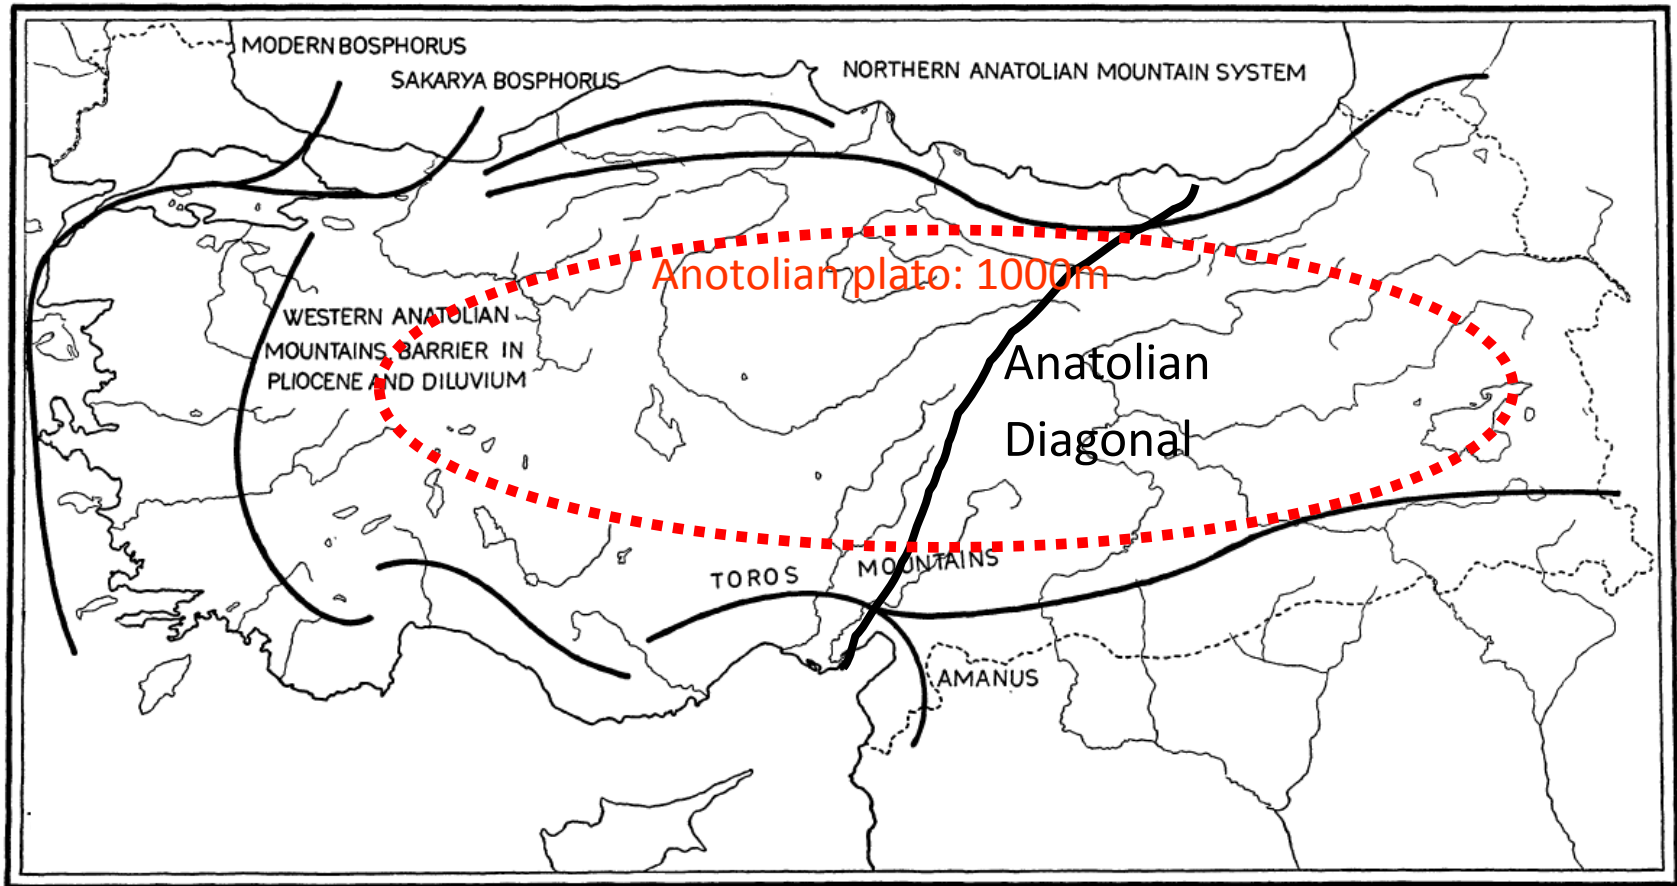 MODERN BOSPHORUS
SAKARYA BOSPHORUS
NORTHERN ANATOLIAN MOUNTAIN SYSTEM
Anotolian plato: 1000m
WESTERN ANATOLIAN
MOUNTAINS BARRIER IN
PLIOCENE AND DILUVIUM
Anatolian
Diagonal
TOROS MOUNTAINS
AMANUS